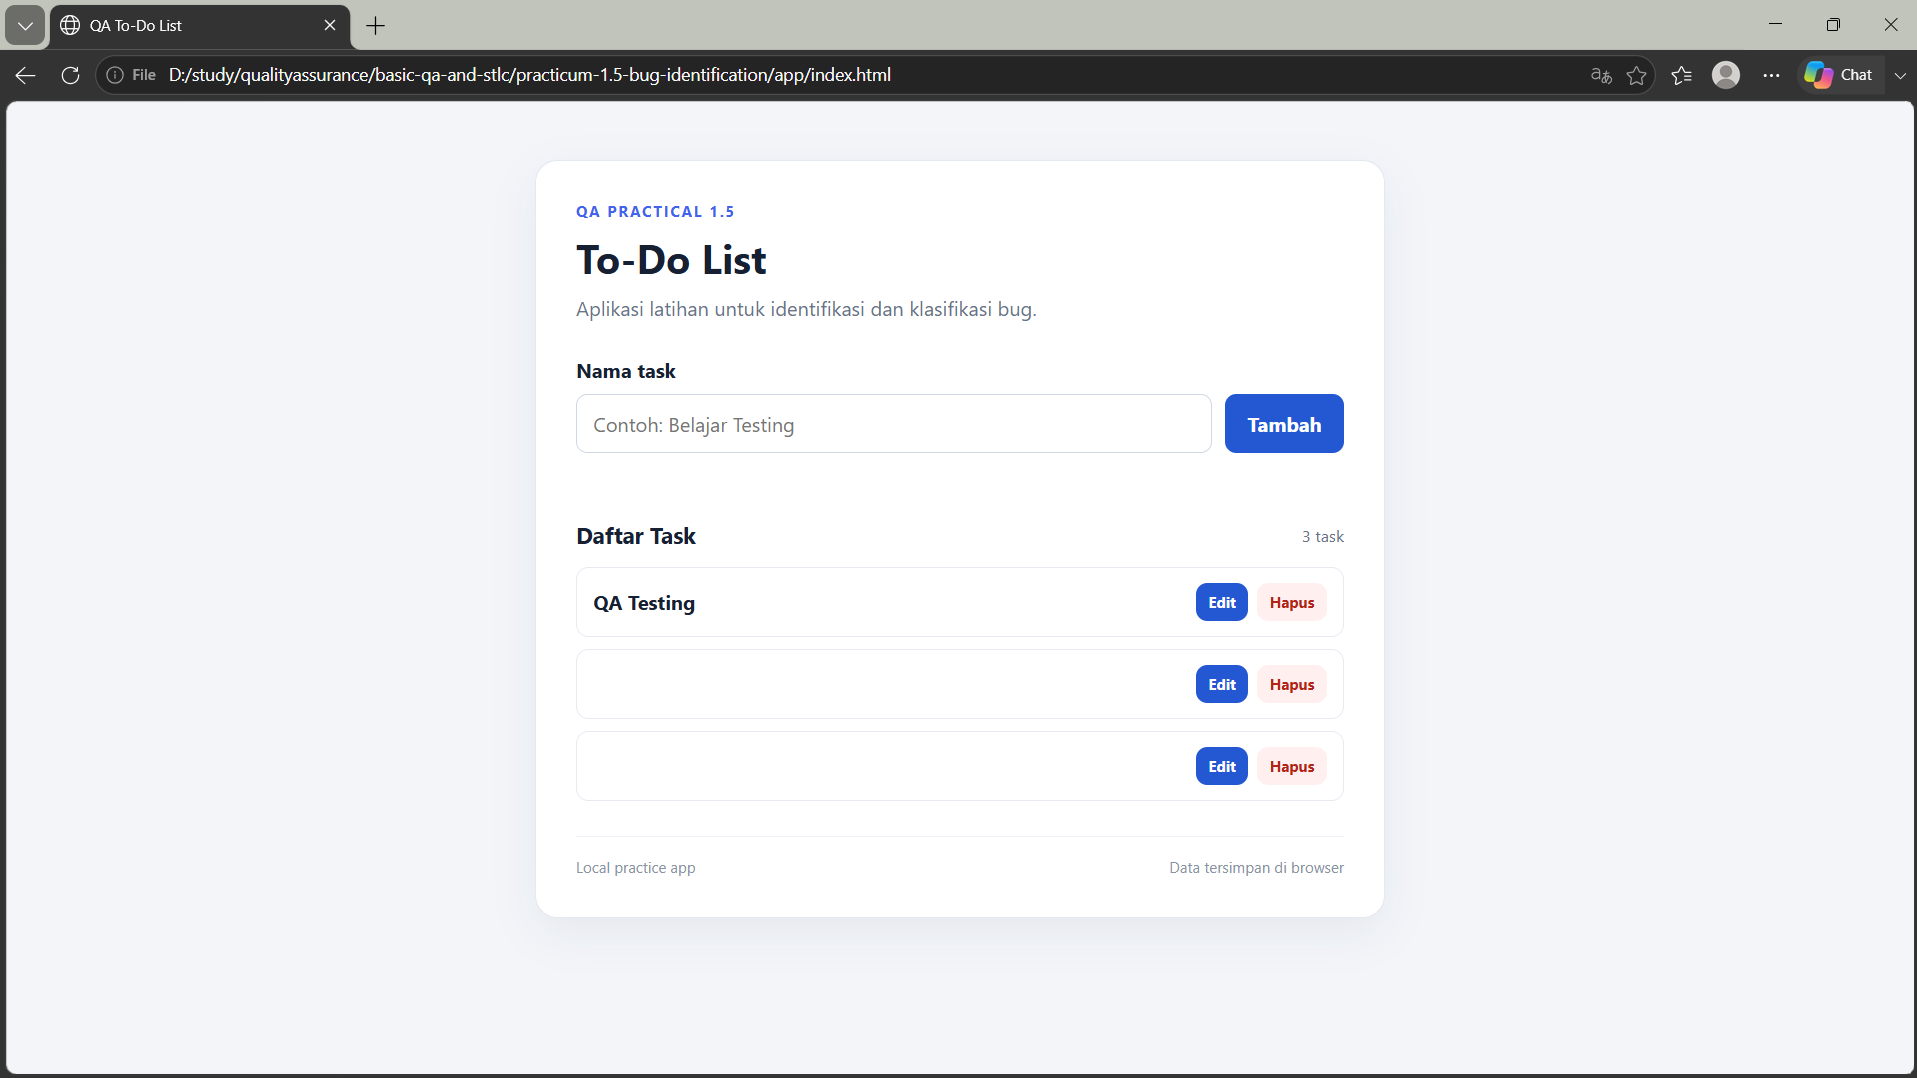 QA To-Do List
File D:/study/qualityassurance/basic-qa-and-stlc/practicum-1.5-bug-identification/app/index.html
Chat
QA PRACTICAL 1.5
To-Do List
Aplikasi latihan untuk identifikasi dan klasifikasi bug.
Nama task
Contoh: Belajar Testing
Tambah
Daftar Task
3 task
QA Testing
Edit
Hapus
Edit
Hapus
Edit
Hapus
Local practice app
Data tersimpan di browser